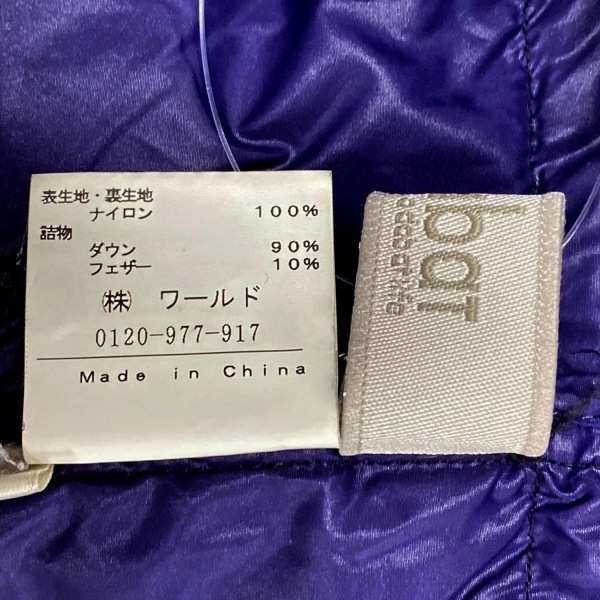 表生地・裏生地
ナイロン 100%
詰物
ダウン 90%
フェザー 10%
㈱ ワールド
0120-977-917
Made in China